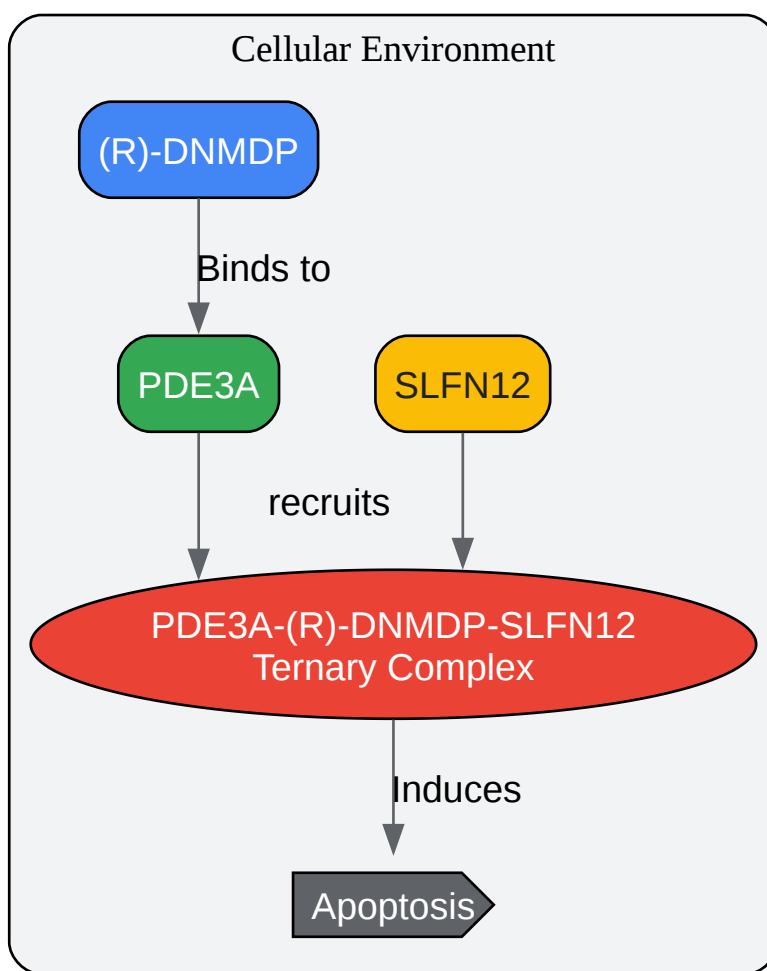 Cellular Environment
(R)-DNMDP
Binds to
PDE3A
SLFN12
recruits
PDE3A-(R)-DNMDP-SLFN12
Ternary Complex
Induces
Apoptosis